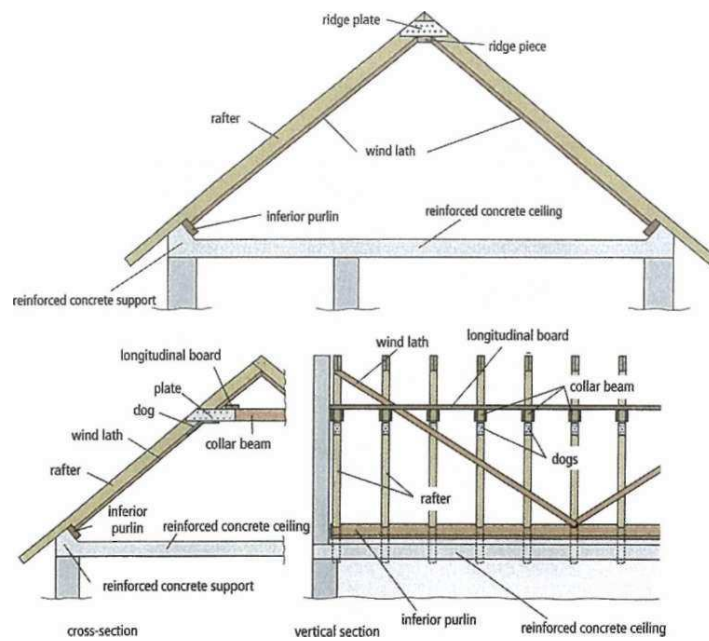 ridge plate
ridge piece
rafter
wind lath
inferior purlin
reinforced concrete ceiling
reinforced concrete support
longitudinal board
plate
dog
wind lath
rafter
collar beam
inferior purlin
reinforced concrete ceiling
reinforced concrete support
cross-section
wind lath
longitudinal board
collar beam
dogs
rafter
inferior purlin
reinforced concrete ceiling
vertical section